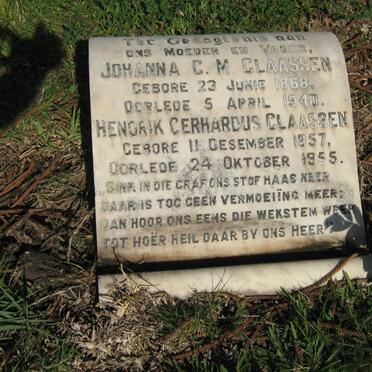 TER GEDAGTENIS AAN
ONS MOEDER EN VADER,
JOHANNA C. M. CLAASSEN
GEBORE 23 JUNIE 1868,
OORLEDE 5 APRIL 1940.
HENDRIK GERHARDUS CLAASSEN
GEBORE 11 DESEMBER 1857,
OORLEDE 24 OKTOBER 1955.
SINK IN DIE GRAF ONS STOF HAAS NEER
DAAR IS TOG GEEN VERMOEIING MEER;
DAN HOOR ONS EENS DIE WEKSTEM WEER
TOT HOËR HEIL DAAR BY ONS HEER